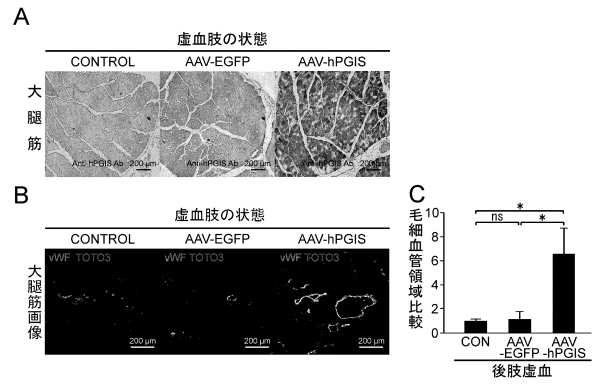 A
虚血肢の状態
CONTROL AAV-EGFP AAV-hPGIS
大腿筋
Anti-hPGIS Ab 200 μm Anti-hPGIS Ab 200 μm Anti-hPGIS Ab 200 μm
B
虚血肢の状態
CONTROL AAV-EGFP AAV-hPGIS
大腿筋画像
vWF TOTO3 vWF TOTO3 vWF TOTO3
200 μm 200 μm 200 μm
C
毛細血管領域比較
10
8
6
4
2
0
*
ns *
CON AAV-EGFP AAV-hPGIS
後肢虚血